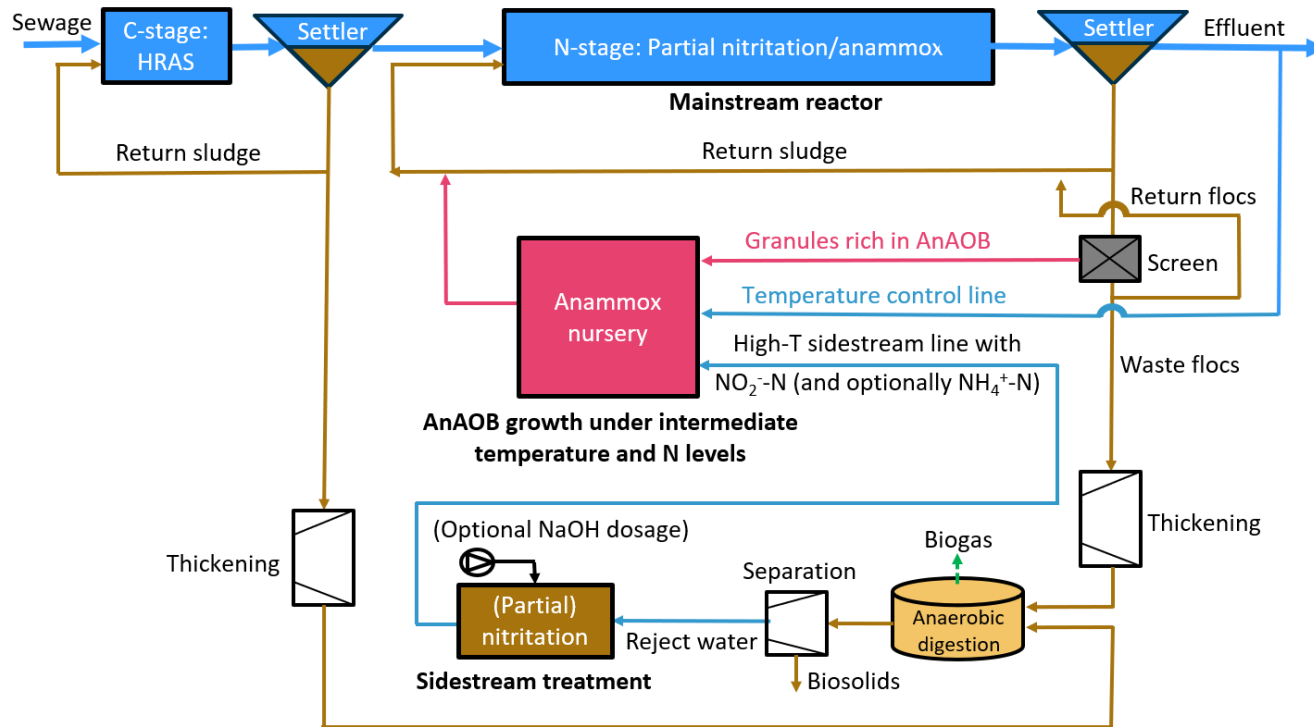 Sewage
C-stage:
HRAS
Settler
N-stage: Partial nitritation/anammox
Settler
Effluent
Mainstream reactor
Return sludge
Return sludge
Return flocs
Granules rich in AnAOB
Screen
Anammox
nursery
Temperature control line
High-T sidestream line with
NO₂⁻-N (and optionally NH₄⁺-N)
Waste flocs
AnAOB growth under intermediate
temperature and N levels
Thickening
(Optional NaOH dosage)
Thickening
Biogas
Separation
(Partial)
nitritation
Reject water
Anaerobic
digestion
Sidestream treatment
Biosolids